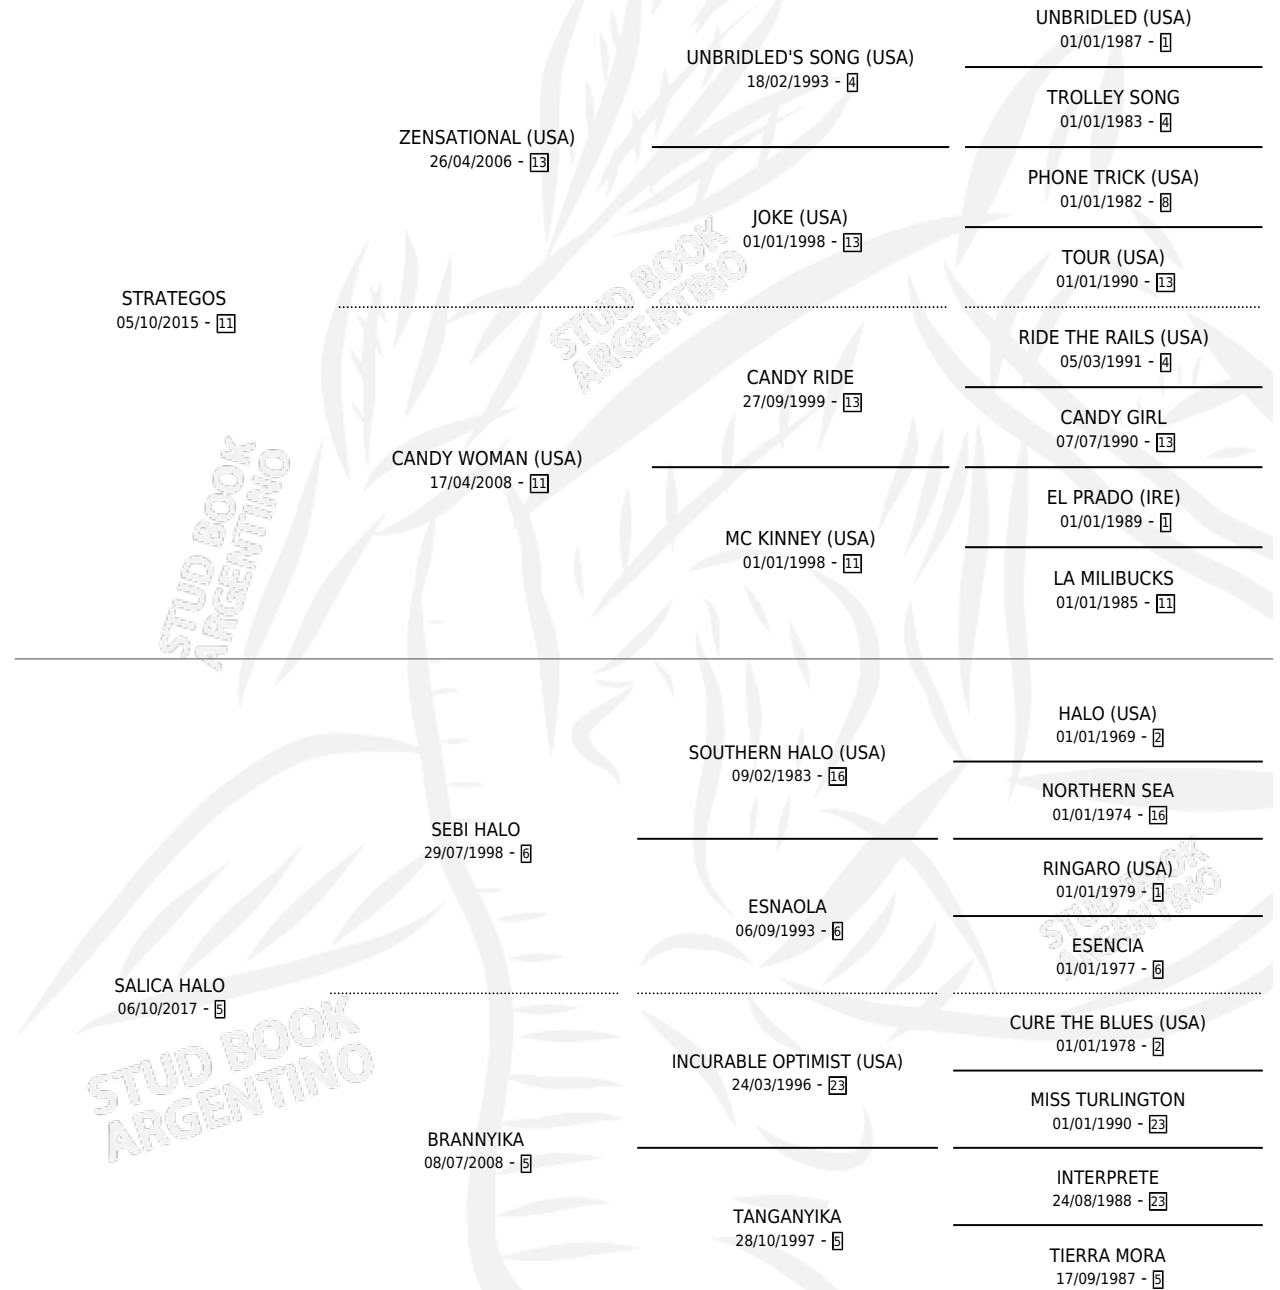 UNBRIDLED (USA)
01/01/1987 - 1
UNBRIDLED'S SONG (USA)
18/02/1993 - 4
TROLLEY SONG
01/01/1983 - 4
ZENSATIONAL (USA)
26/04/2006 - 13
PHONE TRICK (USA)
01/01/1982 - 8
JOKE (USA)
01/01/1998 - 13
TOUR (USA)
01/01/1990 - 13
STRATEGOS
05/10/2015 - 11
RIDE THE RAILS (USA)
05/03/1991 - 4
CANDY RIDE
27/09/1999 - 13
CANDY GIRL
07/07/1990 - 13
CANDY WOMAN (USA)
17/04/2008 - 11
EL PRADO (IRE)
01/01/1989 - 1
MC KINNEY (USA)
01/01/1998 - 11
LA MILIBUCKS
01/01/1985 - 11
HALO (USA)
01/01/1969 - 2
SOUTHERN HALO (USA)
09/02/1983 - 16
NORTHERN SEA
01/01/1974 - 16
SEBI HALO
29/07/1998 - 6
RINGARO (USA)
01/01/1979 - 1
ESNAOLA
06/09/1993 - 6
ESENCIA
01/01/1977 - 6
SALICA HALO
06/10/2017 - 5
CURE THE BLUES (USA)
01/01/1978 - 2
INCURABLE OPTIMIST (USA)
24/03/1996 - 23
MISS TURLINGTON
01/01/1990 - 23
BRANNYIKA
08/07/2008 - 5
INTERPRETE
24/08/1988 - 23
TANGANYIKA
28/10/1997 - 5
TIERRA MORA
17/09/1987 - 5
STUD BOOK
ARGENTINO
STUD BOOK
ARGENTINO
STUD BOOK
ARGENTINO
STUD BOOK
ARGENTINO